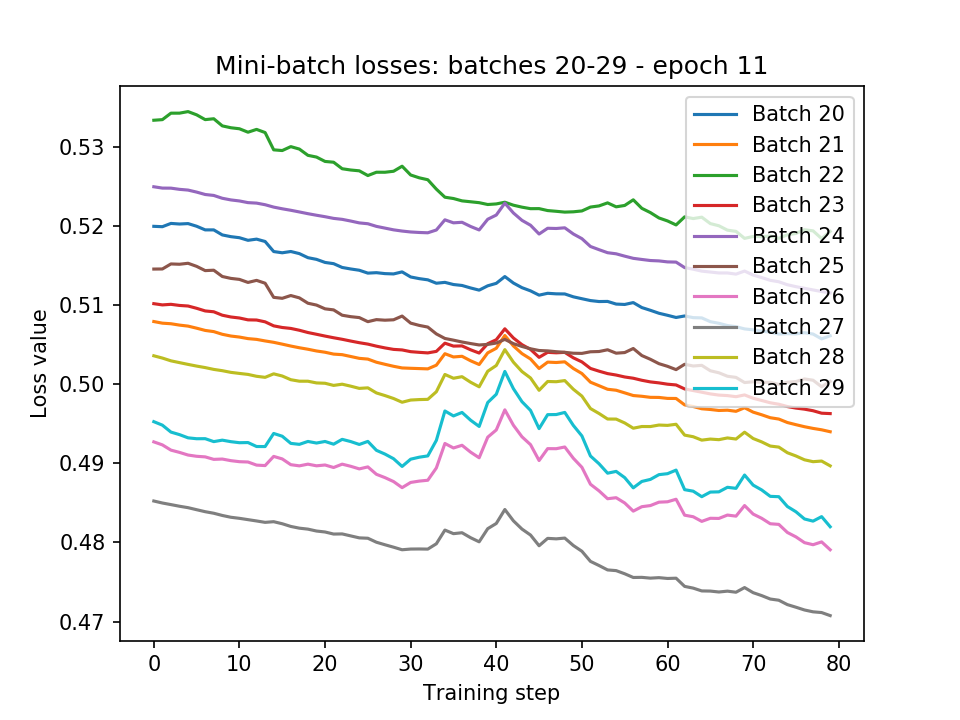 Mini-batch losses: batches 20-29 - epoch 11
Loss value
0.53
0.52
0.51
0.50
0.49
0.48
0.47
0
10
20
30
40
50
60
70
80
Training step
Batch 20
Batch 21
Batch 22
Batch 23
Batch 24
Batch 25
Batch 26
Batch 27
Batch 28
Batch 29